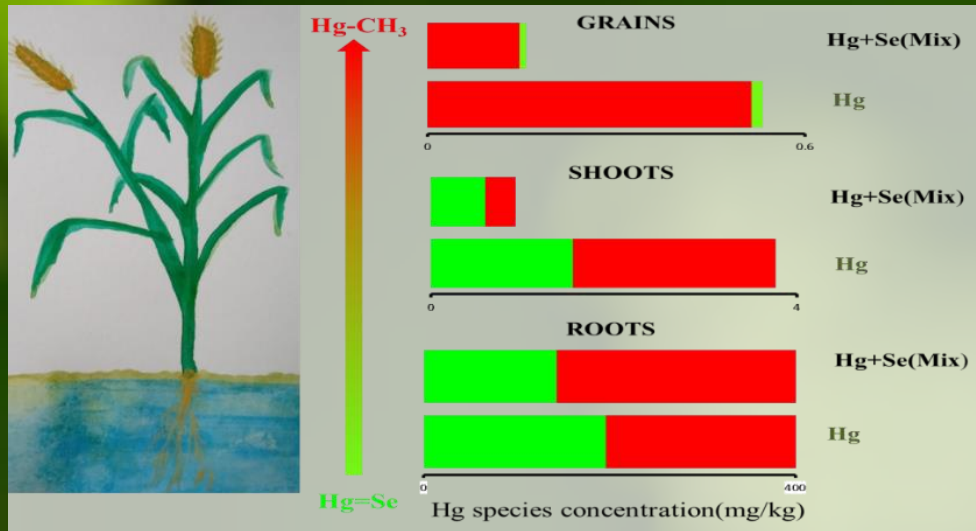 Hg-CH₃
GRAINS
Hg+Se(Mix)
Hg
0 0.6
SHOOTS
Hg+Se(Mix)
Hg
0 4
ROOTS
Hg+Se(Mix)
Hg
0 400
Hg=Se
Hg species concentration(mg/kg)